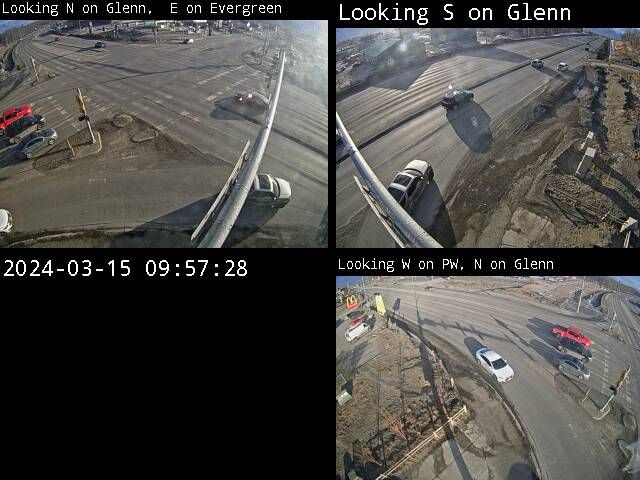 Looking N on Glenn, E on Evergreen
Looking S on Glenn
2024-03-15 09:57:28
Looking W on PW, N on Glenn